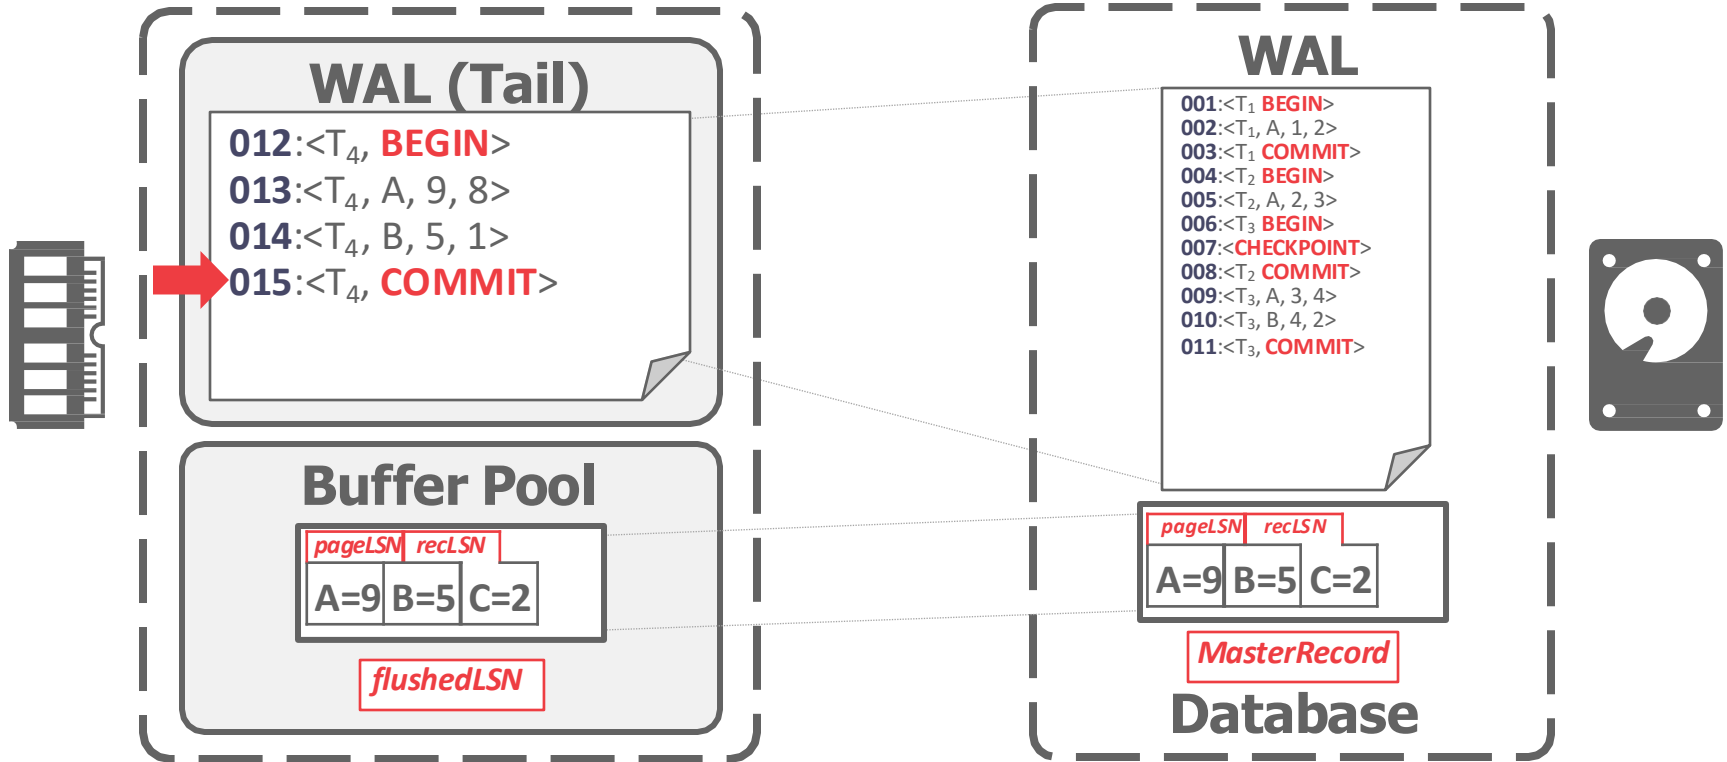 WAL (Tail)
012:<T4, BEGIN>
013:<T4, A, 9, 8>
014:<T4, B, 5, 1>
015:<T4, COMMIT>
Buffer Pool
pageLSN recLSN
A=9 B=5 C=2
flushedLSN
WAL
001:<T1 BEGIN>
002:<T1, A, 1, 2>
003:<T1 COMMIT>
004:<T2 BEGIN>
005:<T2, A, 2, 3>
006:<T3 BEGIN>
007:<CHECKPOINT>
008:<T2 COMMIT>
009:<T3, A, 3, 4>
010:<T3, B, 4, 2>
011:<T3, COMMIT>
pageLSN recLSN
A=9 B=5 C=2
MasterRecord
Database